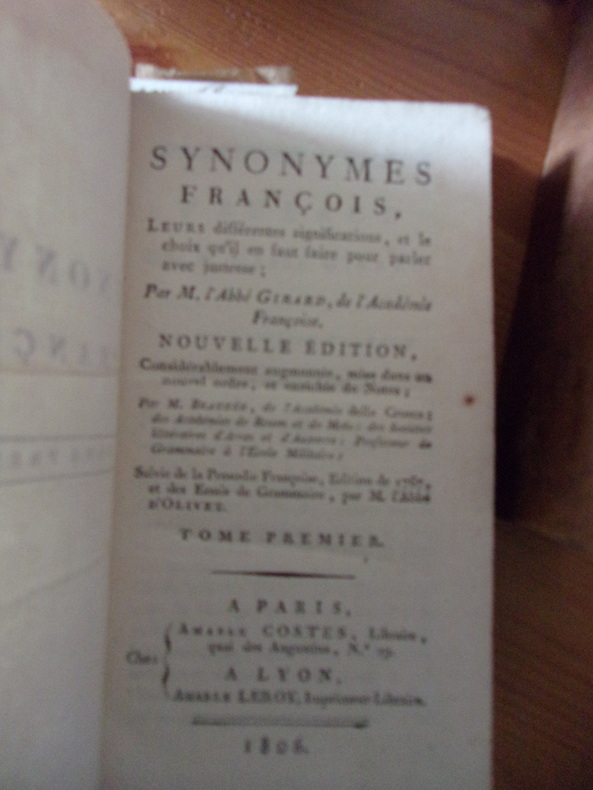 SYNONYMES
FRANÇOIS,
LEURS différentes significations, et le
choix qu'il en faut faire pour parler
avec justesse ;
Par M. l'Abbé GIRARD, de l'Académie
Françoise.
NOUVELLE ÉDITION,
Considérablement augmentée, mise dans un
nouvel ordre, et enrichie de Notes ;
Par M. BEAUZÉE, de l'Académie della Crusca ;
des Académies de Rouen et de Metz ; des Sociétés
littéraires d'Arras et d'Auxerre ; Professeur de
Grammaire à l'École Militaire :
Suivie de la Prosodie Françoise, Edition de 1767,
et des Essais de Grammaire, par M. l'Abbé
D'OLIVET.
TOME PREMIER.
A PARIS,
AMABLE COSTES, Libraire,
quai des Augustins, N.°
Chez
A LYON,
AMABLE LEROY, Imprimeur-Libraire.
1806.